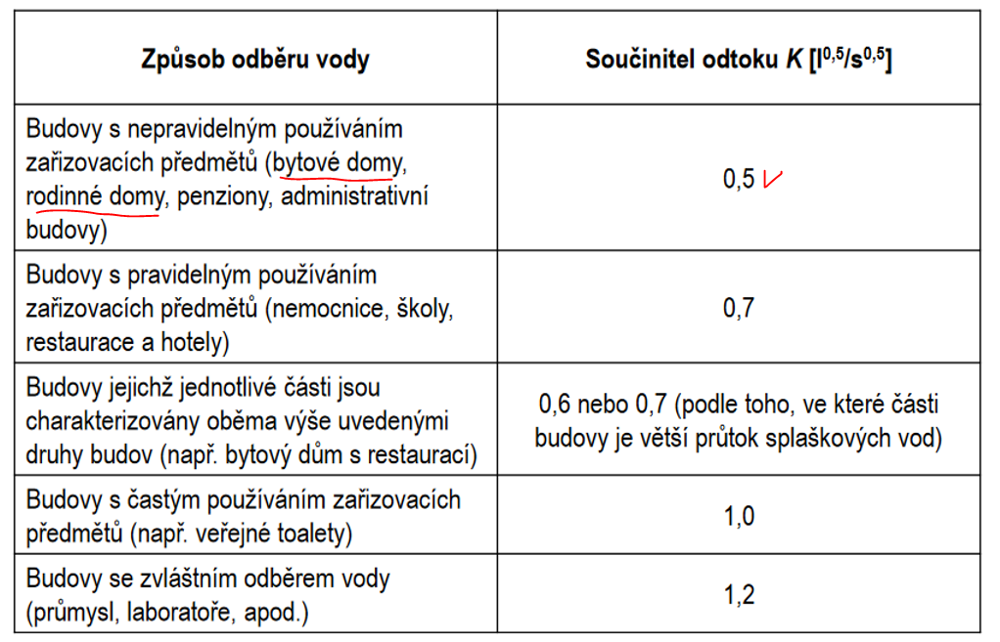 Způsob odběru vody
Součinitel odtoku K [l0,5/s0,5]
Budovy s nepravidelným používáním
zařizovacích předmětů (bytové domy,
rodinné domy, penziony, administrativní
budovy)
0,5
Budovy s pravidelným používáním
zařizovacích předmětů (nemocnice, školy,
restaurace a hotely)
0,7
Budovy jejichž jednotlivé části jsou
charakterizovány oběma výše uvedenými
druhy budov (např. bytový dům s restaurací)
0,6 nebo 0,7 (podle toho, ve které části
budovy je větší průtok splaškových vod)
Budovy s častým používáním zařizovacích
předmětů (např. veřejné toalety)
1,0
Budovy se zvláštním odběrem vody
(průmysl, laboratoře, apod.)
1,2